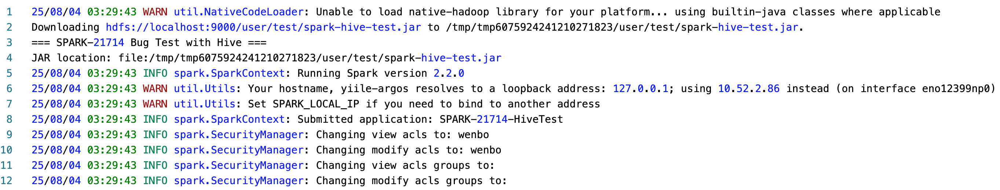 1 25/08/04 03:29:43 WARN util.NativeCodeLoader: Unable to load native-hadoop library for your platform... using builtin-java classes where applicable
2 Downloading hdfs://localhost:9000/user/test/spark-hive-test.jar to /tmp/tmp6075924241210271823/user/test/spark-hive-test.jar.
3 === SPARK-21714 Bug Test with Hive ===
4 JAR location: file:/tmp/tmp6075924241210271823/user/test/spark-hive-test.jar
5 25/08/04 03:29:43 INFO spark.SparkContext: Running Spark version 2.2.0
6 25/08/04 03:29:43 WARN util.Utils: Your hostname, yiile-argos resolves to a loopback address: 127.0.0.1; using 10.52.2.86 instead (on interface eno12399np0)
7 25/08/04 03:29:43 WARN util.Utils: Set SPARK_LOCAL_IP if you need to bind to another address
8 25/08/04 03:29:43 INFO spark.SparkContext: Submitted application: SPARK-21714-HiveTest
9 25/08/04 03:29:43 INFO spark.SecurityManager: Changing view acls to: wenbo
10 25/08/04 03:29:43 INFO spark.SecurityManager: Changing modify acls to: wenbo
11 25/08/04 03:29:43 INFO spark.SecurityManager: Changing view acls groups to:
12 25/08/04 03:29:43 INFO spark.SecurityManager: Changing modify acls groups to: